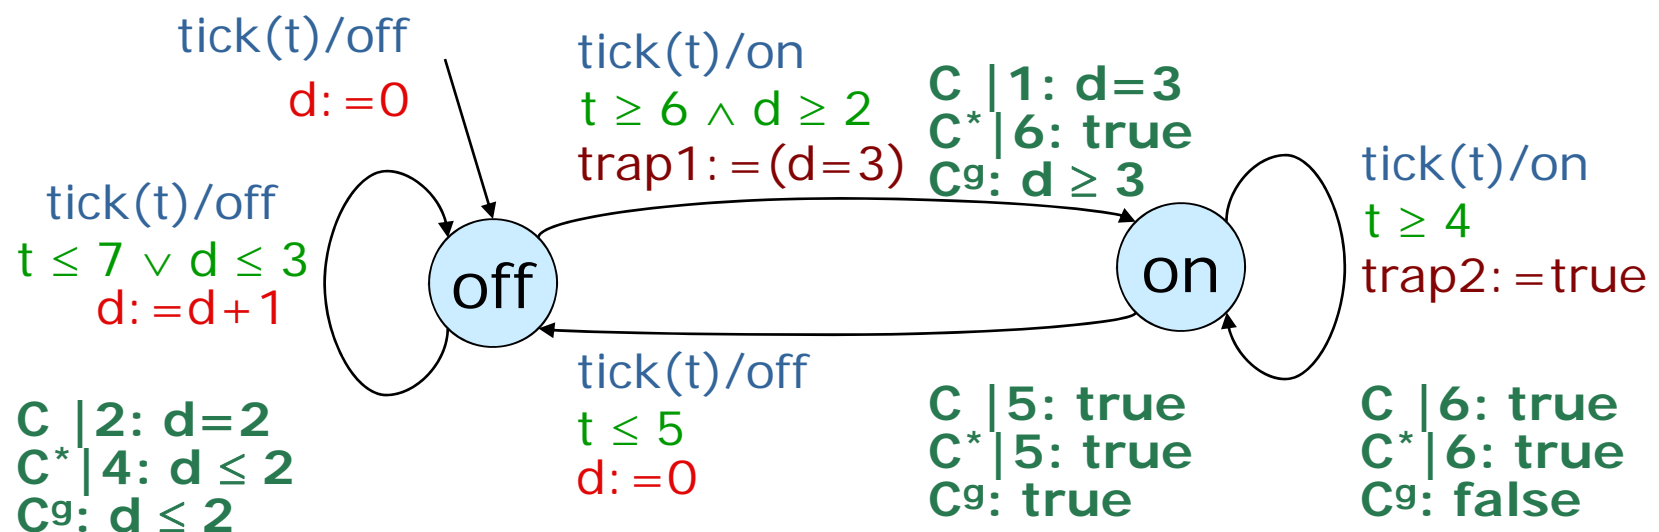 tick(t)/off
d:=0
tick(t)/on
t ≥ 6 ∧ d ≥ 2
trap1:=(d=3)
C |1: d=3
C*|6: true
Cg: d ≥ 3
tick(t)/on
t ≥ 4
trap2:=true
tick(t)/off
t ≤ 7 ∨ d ≤ 3
d:=d+1
off
on
tick(t)/off
t ≤ 5
d:=0
C |2: d=2
C*|4: d ≤ 2
Cg: d ≤ 2
C |5: true
C*|5: true
Cg: true
C |6: true
C*|6: true
Cg: false